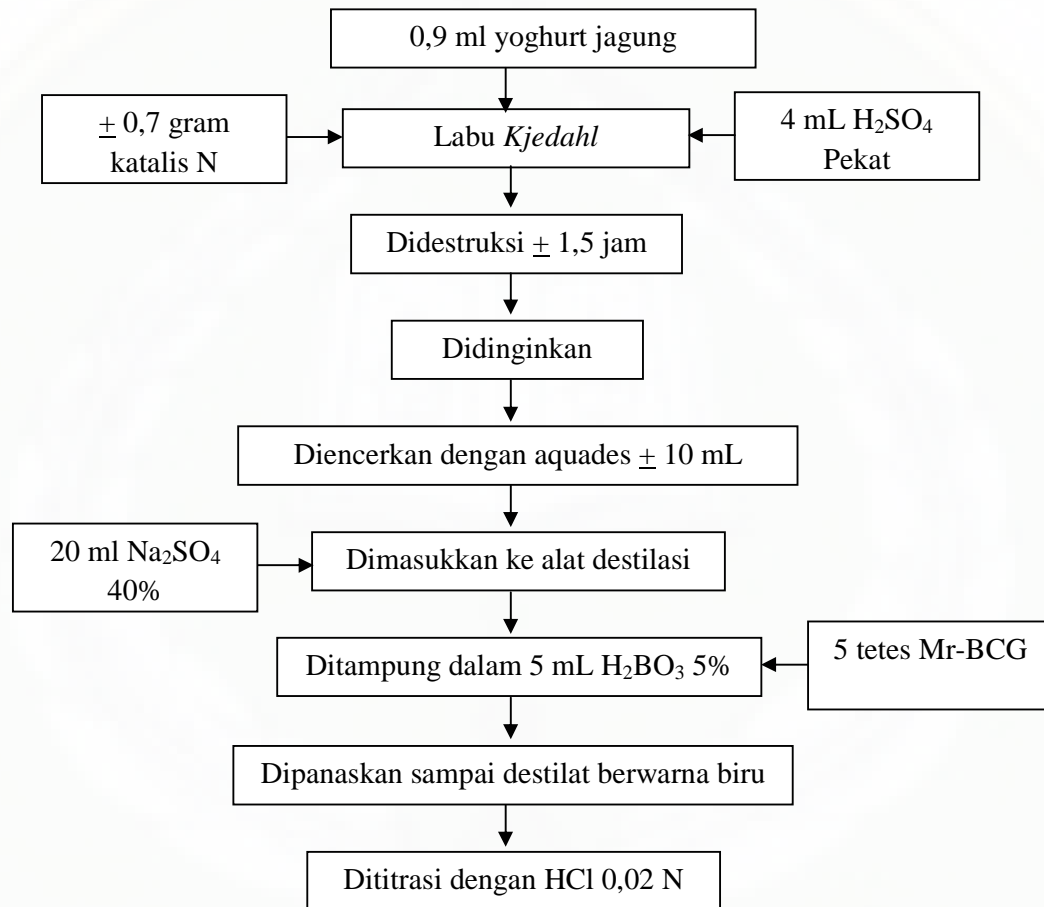 0,9 ml yoghurt jagung
+ 0,7 gram
katalis N
Labu Kjedahl
4 mL H₂SO₄
Pekat
Didestruksi + 1,5 jam
Didinginkan
Diencerkan dengan aquades + 10 mL
20 ml Na₂SO₄
40%
Dimasukkan ke alat destilasi
Ditampung dalam 5 mL H₂BO₃ 5%
5 tetes Mr-BCG
Dipanaskan sampai destilat berwarna biru
Dititrasi dengan HCl 0,02 N